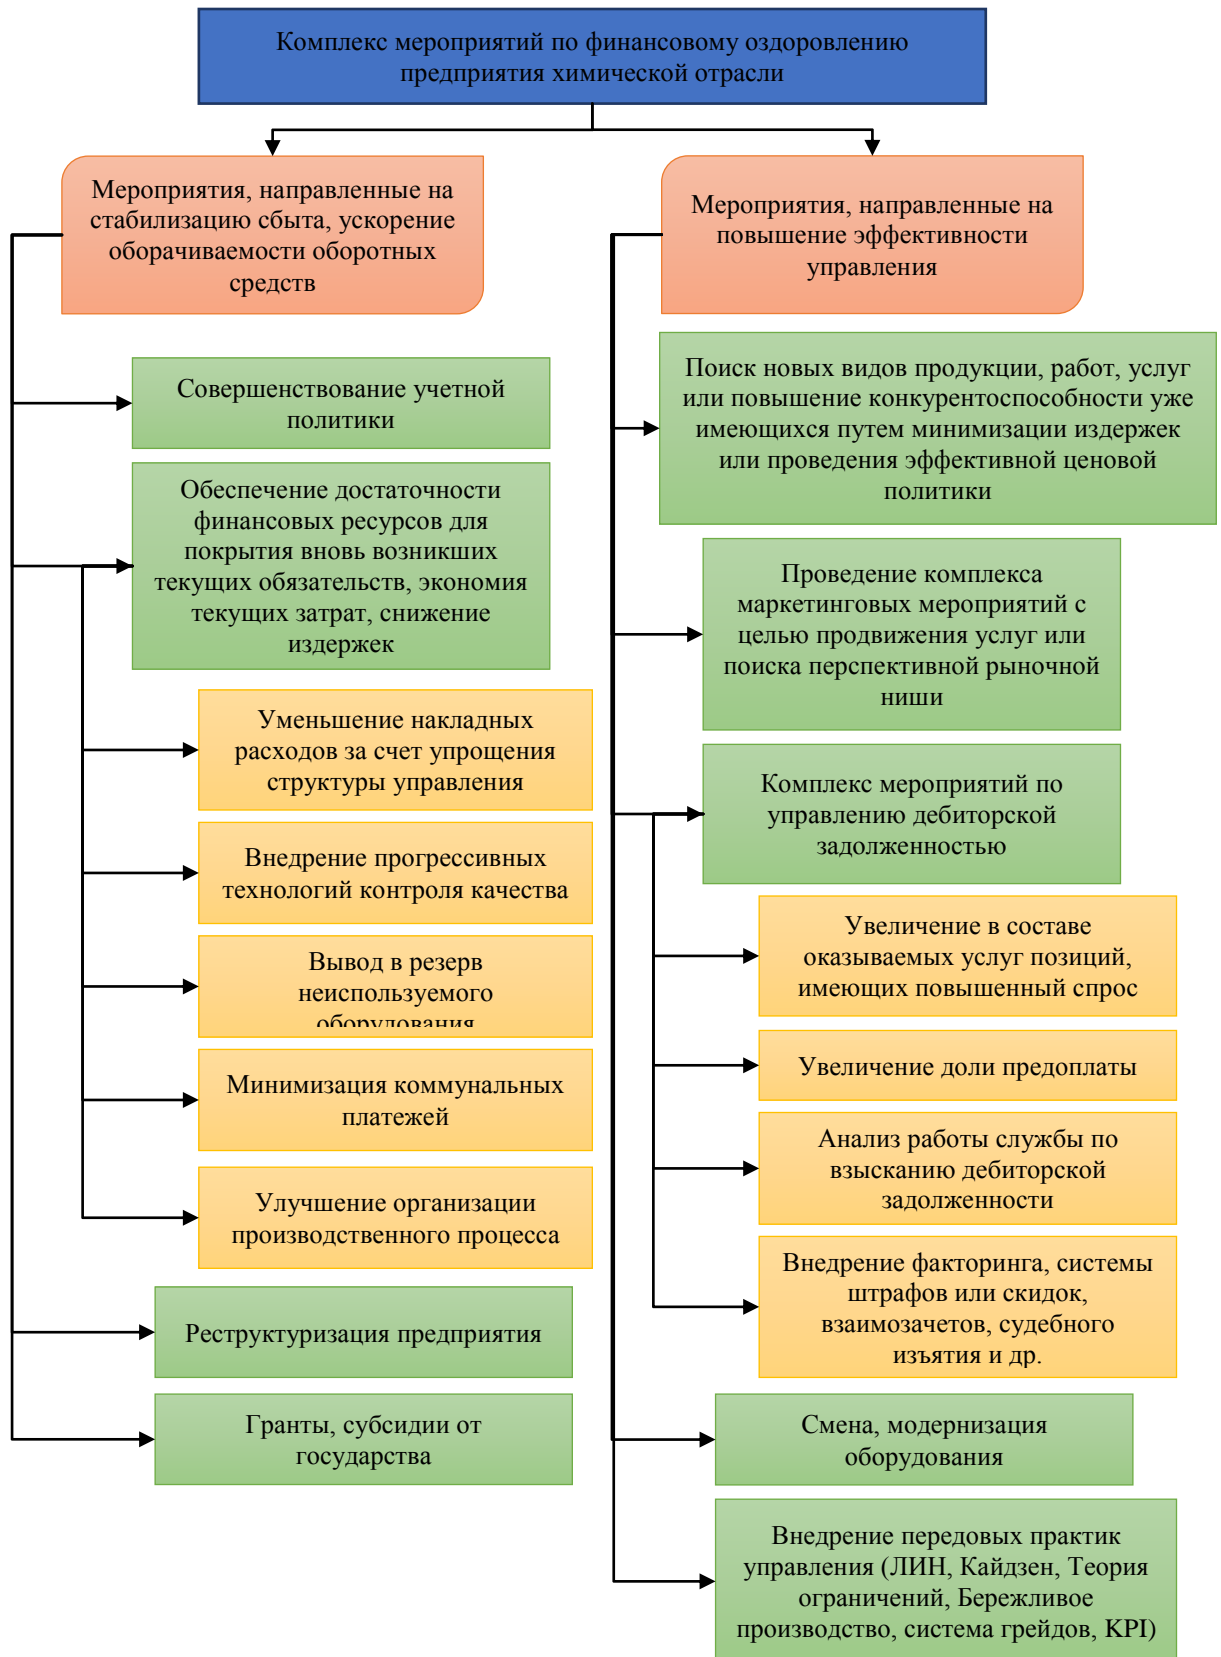 Комплекс мероприятий по финансовому оздоровлению
предприятия химической отрасли
Мероприятия, направленные на
стабилизацию сбыта, ускорение
оборачиваемости оборотных
средств
Совершенствование учетной
политики
Обеспечение достаточности
финансовых ресурсов для
покрытия вновь возникших
текущих обязательств, экономия
текущих затрат, снижение
издержек
Уменьшение накладных
расходов за счет упрощения
структуры управления
Внедрение прогрессивных
технологий контроля качества
Вывод в резерв
неиспользуемого
оборудования
Минимизация коммунальных
платежей
Улучшение организации
производственного процесса
Реструктуризация предприятия
Гранты, субсидии от
государства
Мероприятия, направленные на
повышение эффективности
управления
Поиск новых видов продукции, работ, услуг
или повышение конкурентоспособности уже
имеющихся путем минимизации издержек
или проведения эффективной ценовой
политики
Проведение комплекса
маркетинговых мероприятий с
целью продвижения услуг или
поиска перспективной рыночной
ниши
Комплекс мероприятий по
управлению дебиторской
задолженностью
Увеличение в составе
оказываемых услуг позиций,
имеющих повышенный спрос
Увеличение доли предоплаты
Анализ работы службы по
взысканию дебиторской
задолженности
Внедрение факторинга, системы
штрафов или скидок,
взаимозачетов, судебного
изъятия и др.
Смена, модернизация
оборудования
Внедрение передовых практик
управления (ЛИН, Кайдзен, Теория
ограничений, Бережливое
производство, система грейдов, KPI)